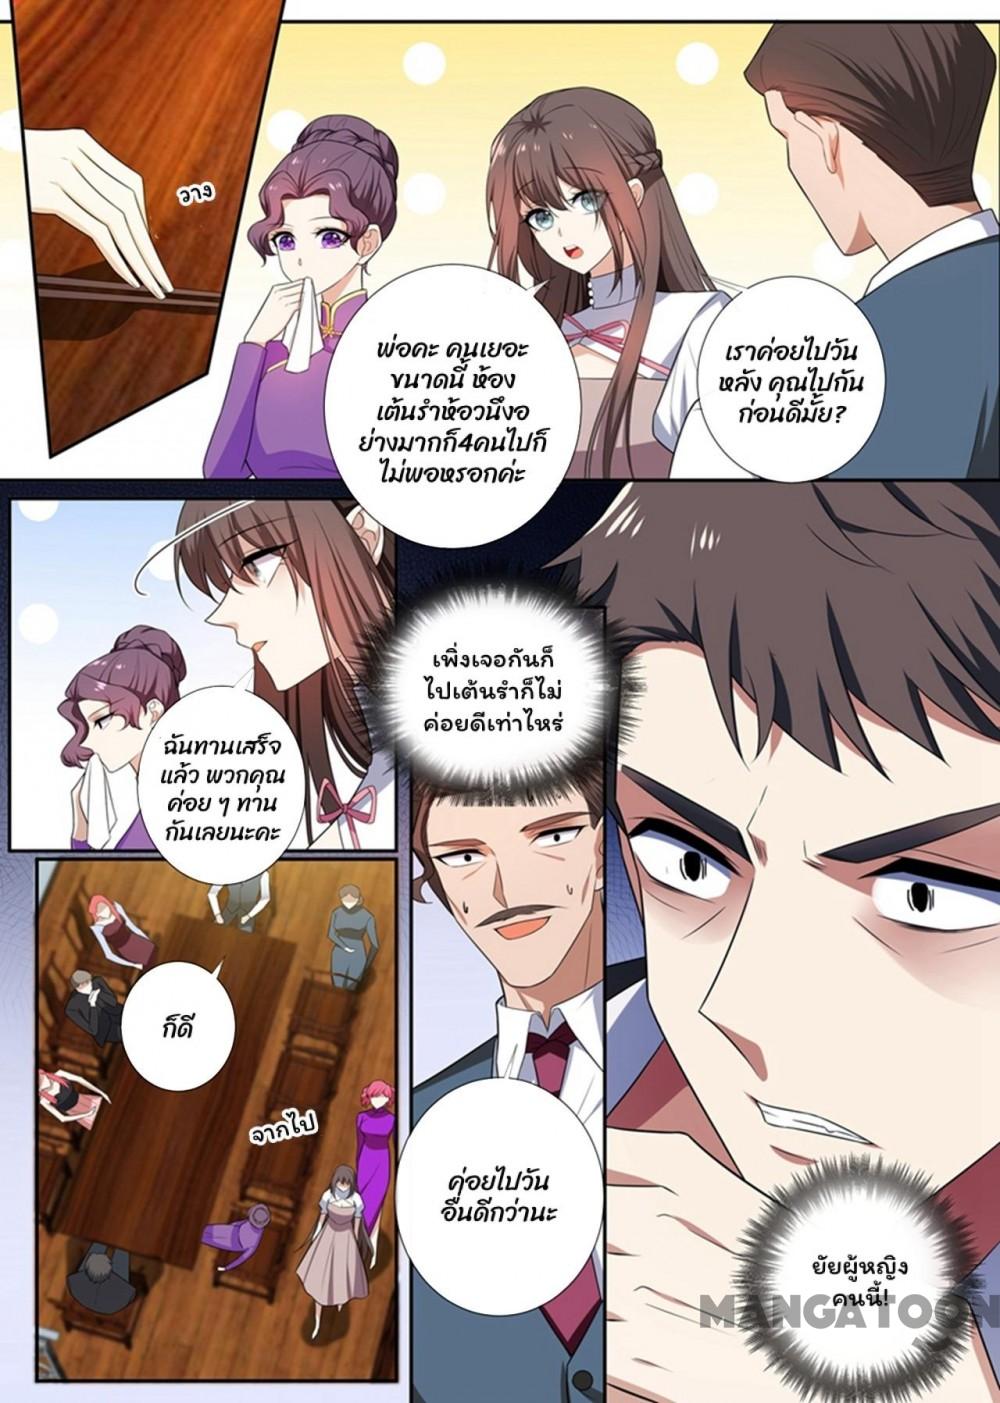 วาง
พ่อคะ คนเยอะ
ขนาดนี้ ห้อง
เต้นรำห้อวนึงอ
ย่างมากก็4คนไปก็
ไม่พอหรอกค่ะ
เราค่อยไปวัน
หลัง คุณไปกัน
ก่อนดีมั้ย?
เพิ่งเจอกันก็
ไปเต้นรำก็ไม่
ค่อยดีเท่าไหร่
ฉันทานเสร็จ
แล้ว พวกคุณ
ค่อย ๆ ทาน
กันเลยนะคะ
ก็ดี
จากไป
ค่อยไปวัน
อื่นดีกว่านะ
ยัยผู้หญิง
คนนี้!
MANGATOON